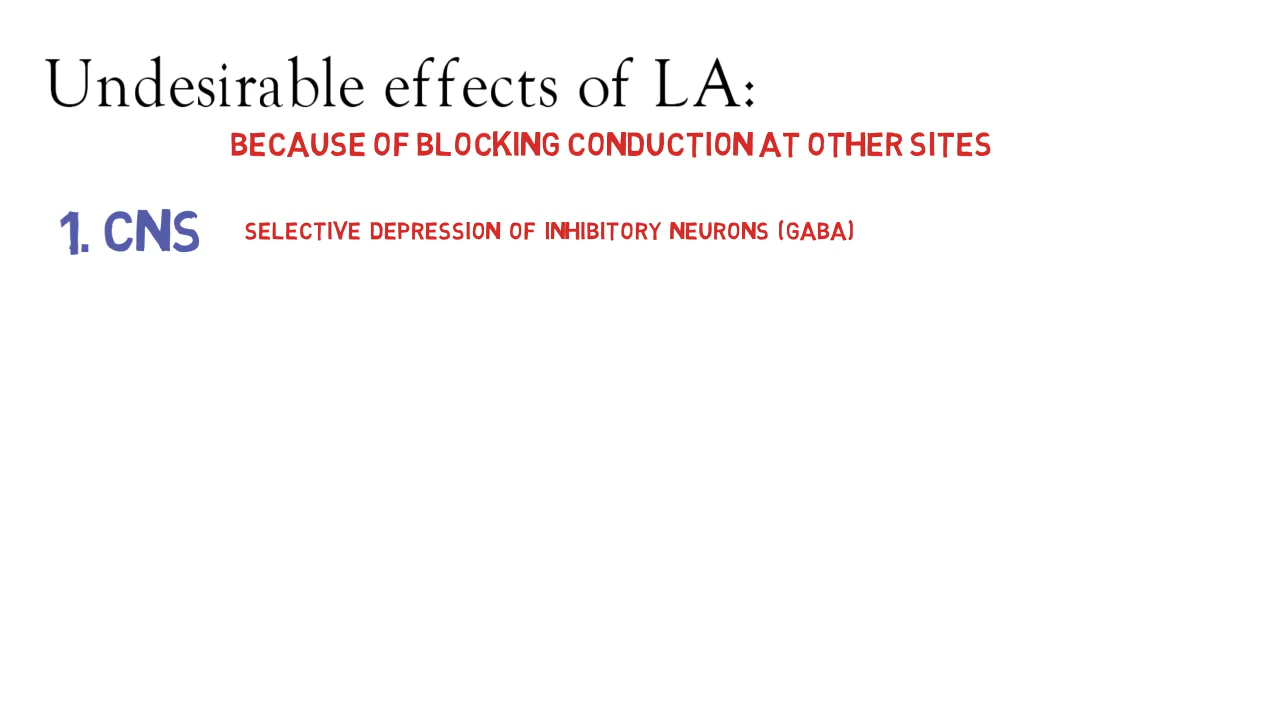 Undesirable effects of LA:
BECAUSE OF BLOCKING CONDUCTION AT OTHER SITES
1. CNS SELECTIVE DEPRESSION OF INHIBITORY NEURONS (GABA)